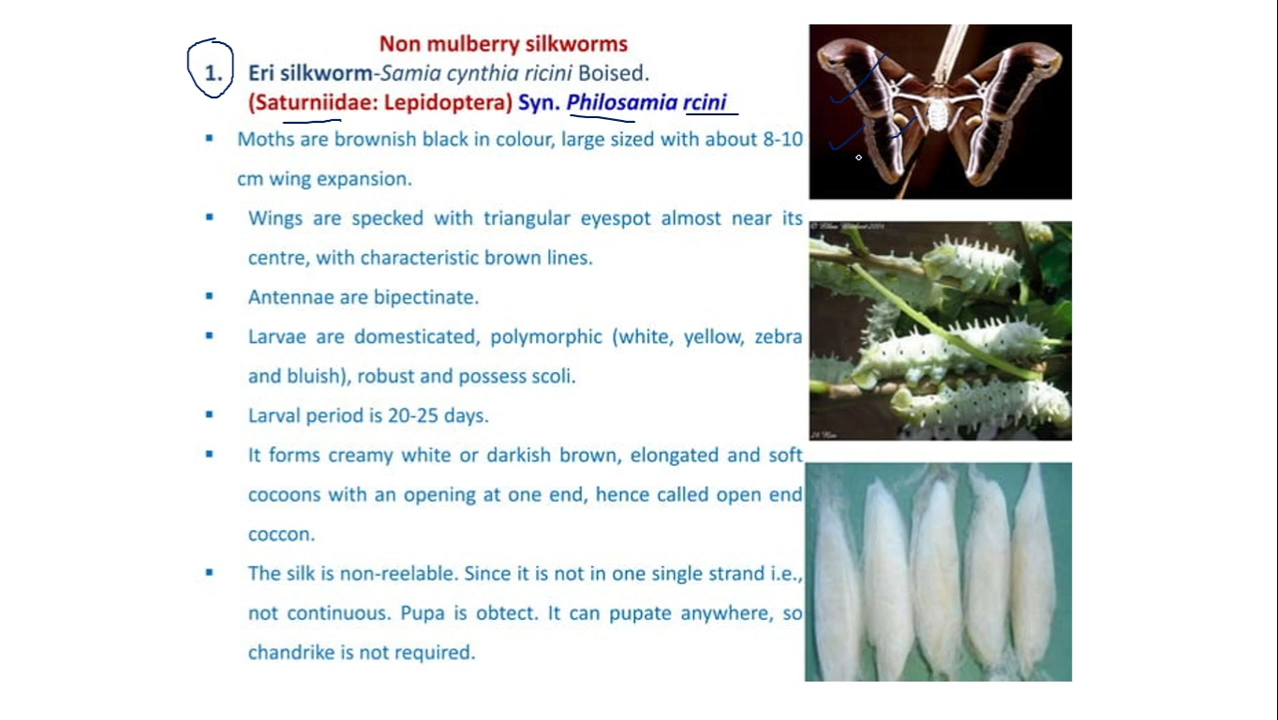 Non mulberry silkworms
1. Eri silkworm-Samia cynthia ricini Boised.
(Saturniidae: Lepidoptera) Syn. Philosamia rcini
▪ Moths are brownish black in colour, large sized with about 8-10
cm wing expansion.
▪ Wings are specked with triangular eyespot almost near its
centre, with characteristic brown lines.
▪ Antennae are bipectinate.
▪ Larvae are domesticated, polymorphic (white, yellow, zebra
and bluish), robust and possess scoli.
▪ Larval period is 20-25 days.
▪ It forms creamy white or darkish brown, elongated and soft
cocoons with an opening at one end, hence called open end
coccon.
▪ The silk is non-reelable. Since it is not in one single strand i.e.,
not continuous. Pupa is obtect. It can pupate anywhere, so
chandrike is not required.